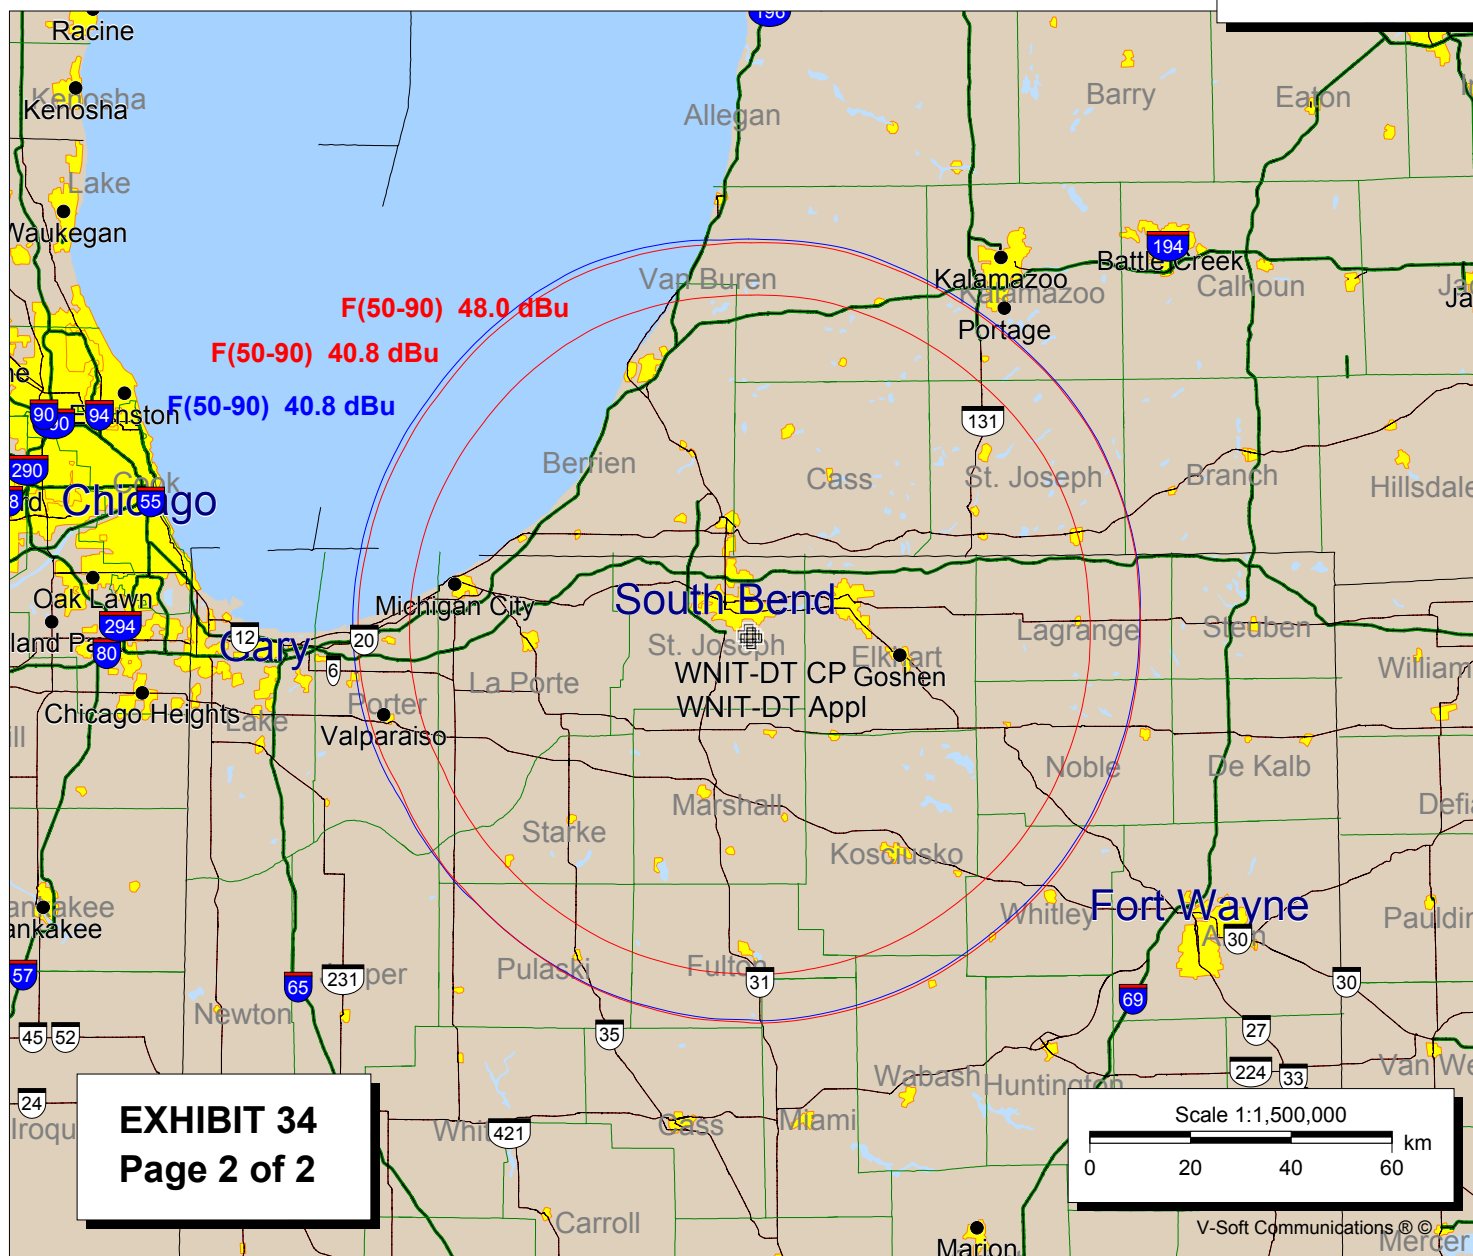 196
Racine
Kenosha
Kenosha
Barry
Eaton
Allegan
Lake
Waukegan
194
Battle Creek
Van Buren
Kalamazoo
Kalamazoo
Calhoun
F(50-90) 48.0 dBu
Portage
F(50-90) 40.8 dBu
F(50-90) 40.8 dBu
90
94
131
290
Cook
Chicago
55
Berrien
Cass
St. Joseph
Branch
Hillsdale
Oak Lawn
Michigan City
South Bend
294
12
20
Gary
St. Joseph
Lagrange
Steuben
80
6
Elkhart
WNIT-DT CP
Goshen
La Porte
WNIT-DT Appl
Porter
Chicago Heights
Lake
Valparaiso
Noble
De Kalb
Marshall
Starke
Kosciusko
Whitley
Fort Wayne
30
Pulaski
Fulton
57
65
231
31
30
69
Newton
45
52
35
27
224
33
24
Wabash
Huntington
EXHIBIT 34
Page 2 of 2
421
Cass
Miami
Scale 1:1,500,000
km
0 20 40 60
Carroll
V-Soft Communications ® ©
Marion
Mercer